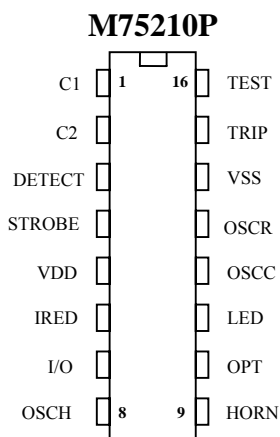 M75210P
C1 1 16 TEST
C2 TRIP
DETECT VSS
STROBE OSCR
VDD OSCC
IRED LED
I/O OPT
OSCH 8 9 HORN